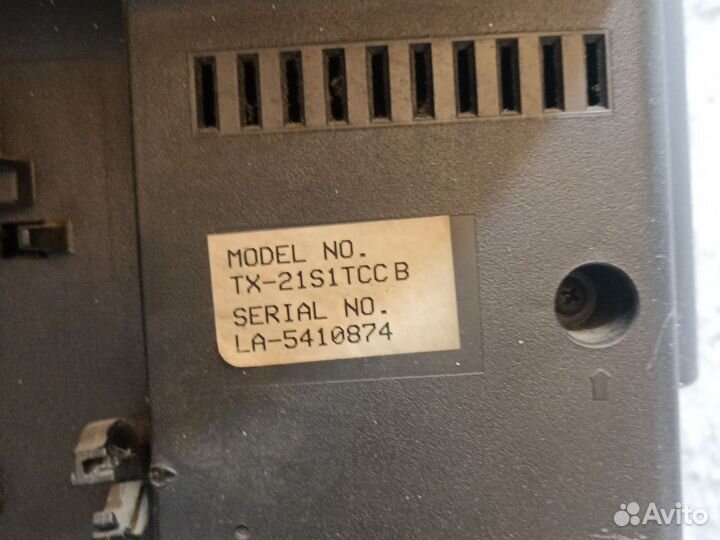 MODEL NO.
TX-21S1TCC B
SERIAL NO.
LA-5410874
Avito